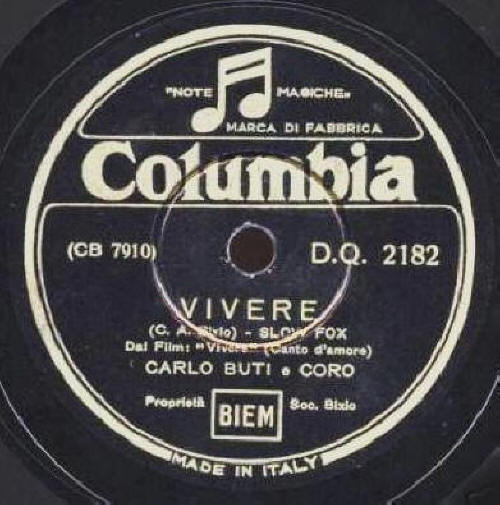 "NOTE MAGICHE„
MARCA DI FABBRICA
Columbia
(CB 7910) D.Q. 2182
VIVERE
(C. A. Bixio) - SLOW FOX
Dal Film: "Vivere" (Canto d'amore)
CARLO BUTI e CORO
Proprietà BIEM Soc. Bixio
MADE IN ITALY